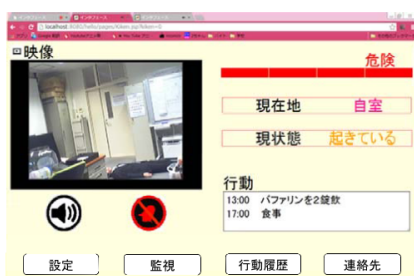 映像
危険
現在地 自室
現状態 起きている
行動
13:00 バファリンを2錠飲
17:00 食事
設定 監視 行動履歴 連絡先